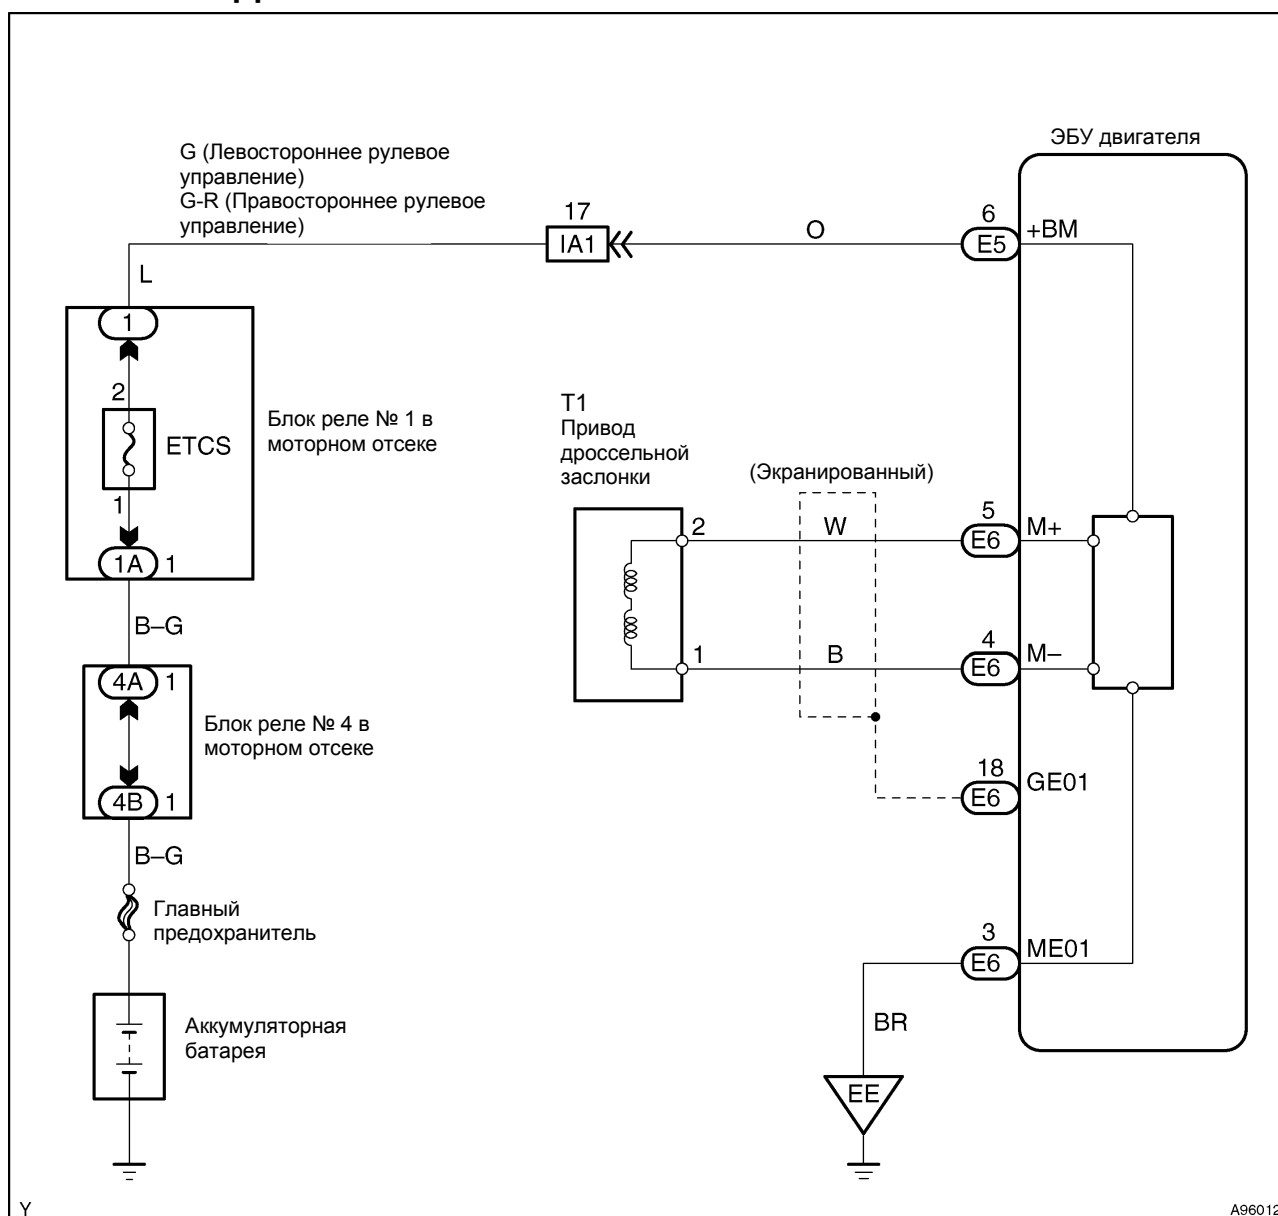 ЭБУ двигателя
G (Левостороннее рулевое
управление)
G-R (Правостороннее рулевое
управление)
17
IA1
O
6
E5
+BM
L
1
2
ETCS
1
1A 1
Блок реле № 1 в
моторном отсеке
T1
Привод
дроссельной
заслонки
(Экранированный)
2
W
5
E6
M+
1
B
4
E6
M–
18
E6
GE01
B–G
4A 1
Блок реле № 4 в
моторном отсеке
4B 1
B–G
Главный
предохранитель
3
E6
ME01
BR
EE
Аккумуляторная
батарея
Y
A96012